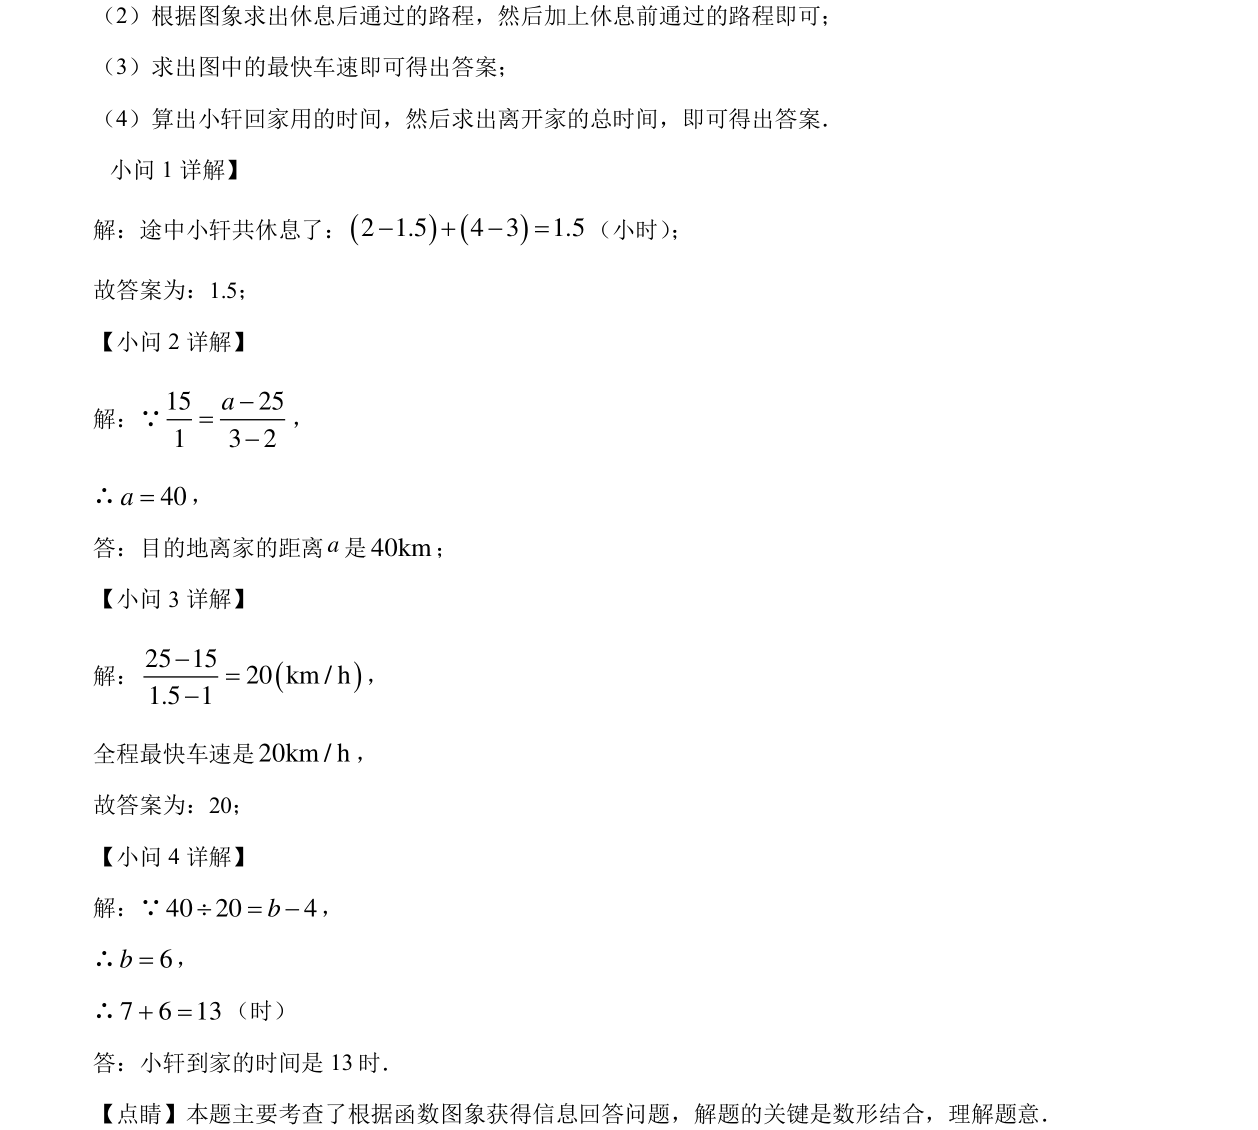 （2）根据图象求出休息后通过的路程，然后加上休息前通过的路程即可；
（3）求出图中的最快车速即可得出答案；
（4）算出小轩回家用的时间，然后求出离开家的总时间，即可得出答案．
小问 1 详解】
解：途中小轩共休息了：(2−1.5)+(4−3)=1.5（小时）；
故答案为：1.5；
【小问 2 详解】
解：∵ 15/1 = (a−25)/(3−2)，
∴ a = 40，
答：目的地离家的距离 a 是 40km；
【小问 3 详解】
解：(25−15)/(1.5−1) = 20(km/h)，
全程最快车速是 20km/h，
故答案为：20；
【小问 4 详解】
解：∵ 40÷20 = b−4，
∴ b = 6，
∴ 7+6=13（时）
答：小轩到家的时间是 13 时．
【点睛】本题主要考查了根据函数图象获得信息回答问题，解题的关键是数形结合，理解题意．